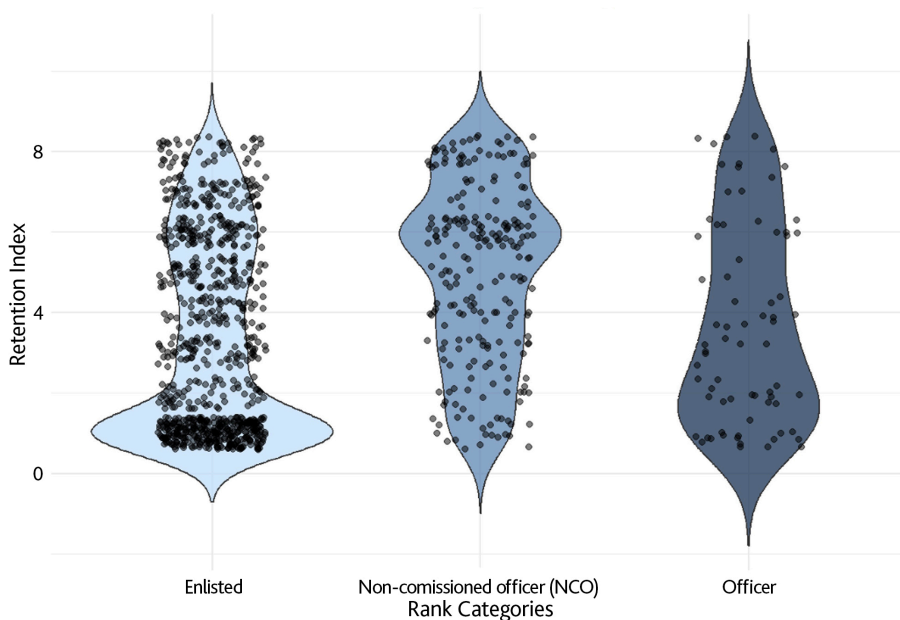 8
4
0
Retention Index
Enlisted
Non-comissioned officer (NCO)
Officer
Rank Categories